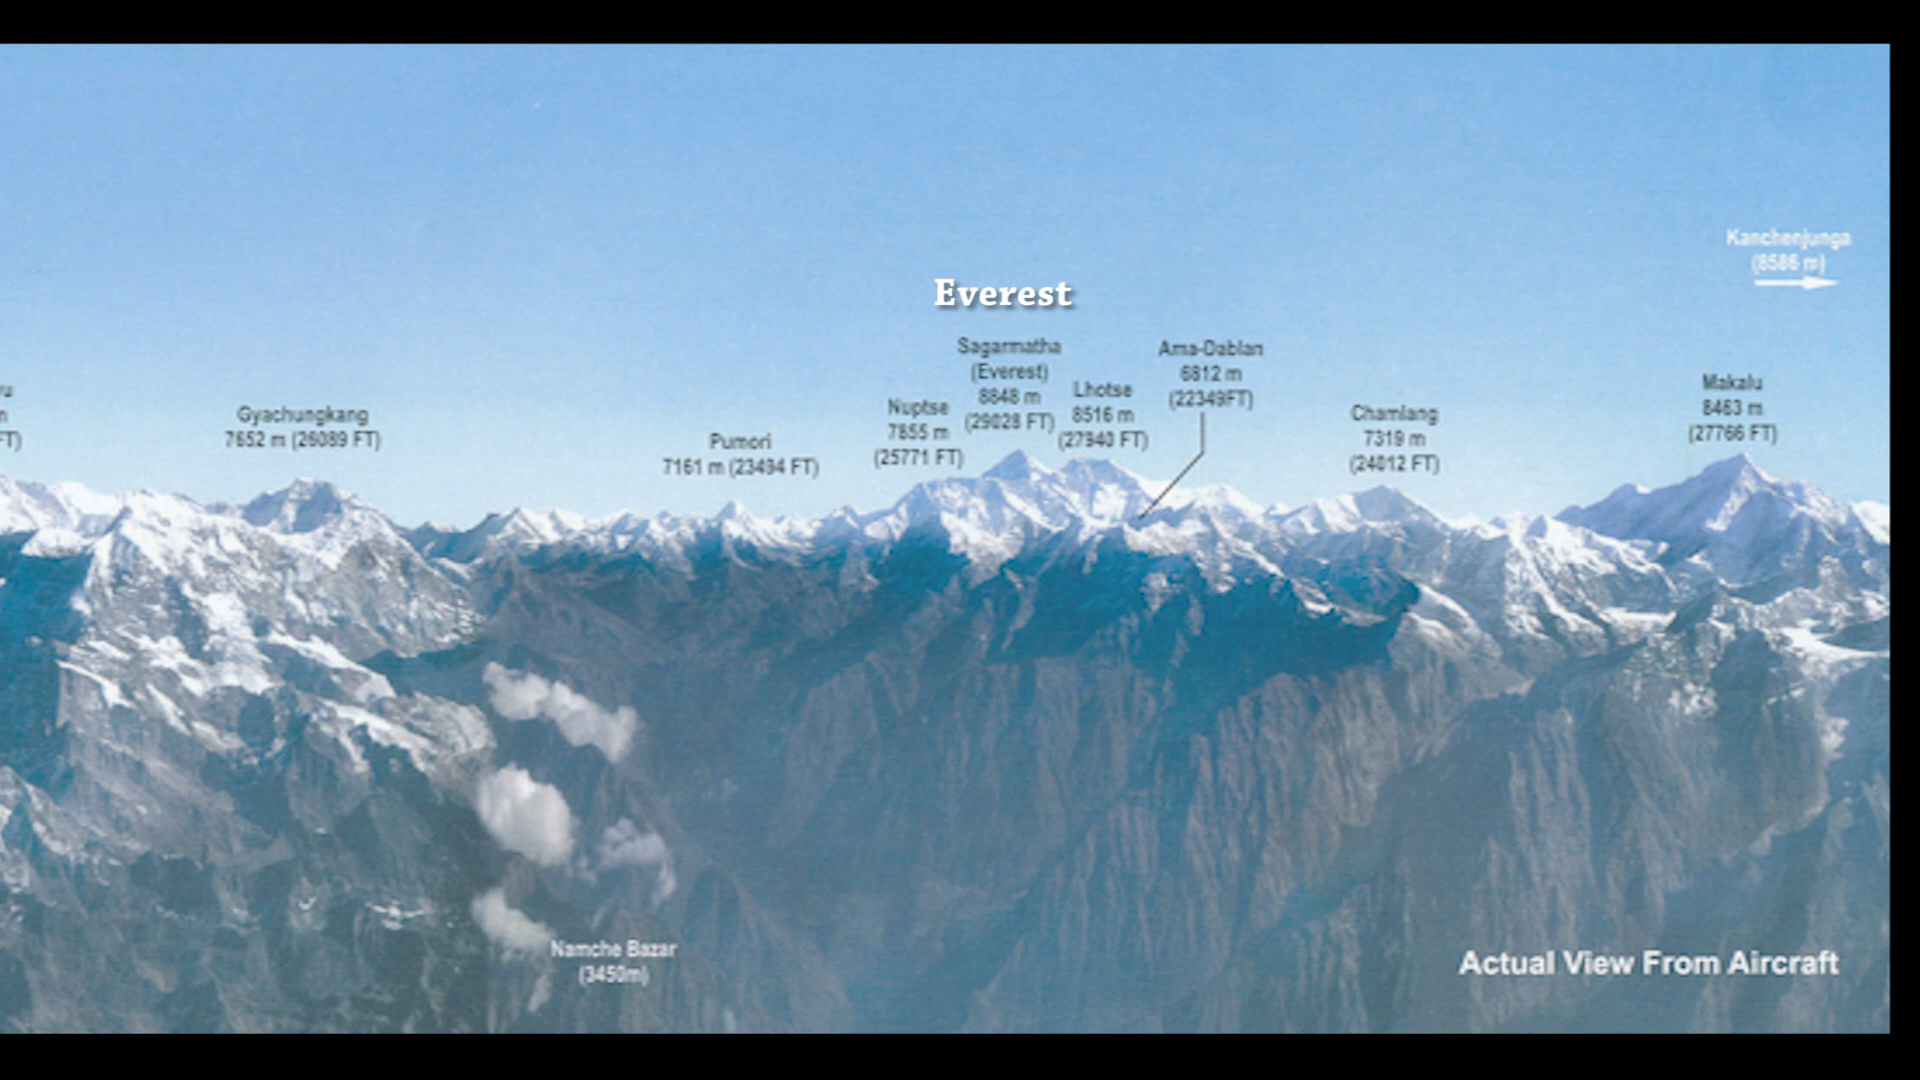 Kanchenjunga
(8586 m)
Everest
Sagarmatha
(Everest)
8848 m
(29028 FT)
Ama-Dablan
6812 m
(22349FT)
Makalu
8463 m
(27766 FT)
Lhotse
8516 m
(27940 FT)
Nuptse
7855 m
(25771 FT)
Gyachungkang
7652 m (26089 FT)
Chamlang
7319 m
(24012 FT)
Pumori
7161 m (23494 FT)
Namche Bazar
(3450m)
Actual View From Aircraft